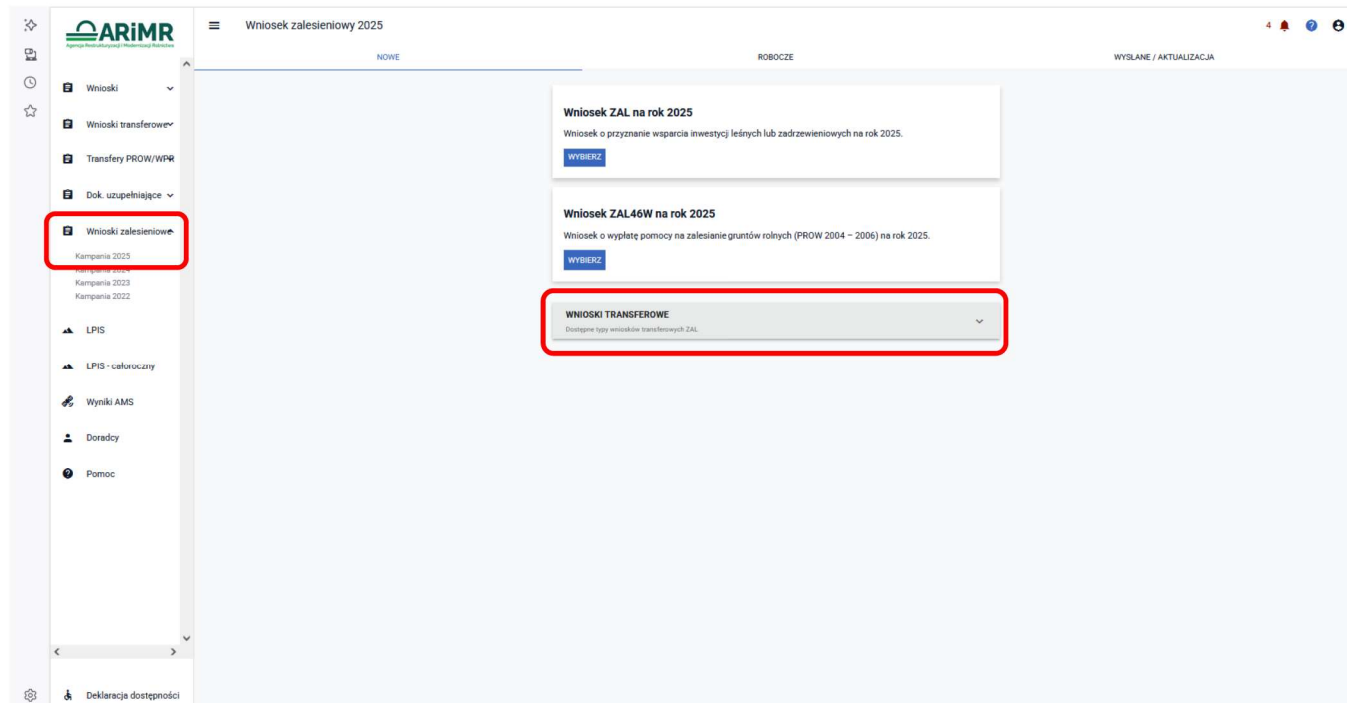 ARiMR
Agencja Restrukturyzacji i Modernizacji Rolnictwa
Wniosek zalesieniowy 2025
4
NOWE
ROBOCZE
WYSŁANE / AKTUALIZACJA
Wnioski
Wnioski transferowe
Transfery PROW/WPR
Dok. uzupełniające
Wnioski zalesieniowe
Kampania 2025
Kampania 2024
Kampania 2023
Kampania 2022
LPIS
LPIS - całoroczny
Wyniki AMS
Doradcy
Pomoc
Deklaracja dostępności
Wniosek ZAL na rok 2025
Wniosek o przyznanie wsparcia inwestycji leśnych lub zadrzewieniowych na rok 2025.
WYBIERZ
Wniosek ZAL46W na rok 2025
Wniosek o wypłatę pomocy na zalesianie gruntów rolnych (PROW 2004 – 2006) na rok 2025.
WYBIERZ
WNIOSKI TRANSFEROWE
Dostępne typy wniosków transferowych ZAL